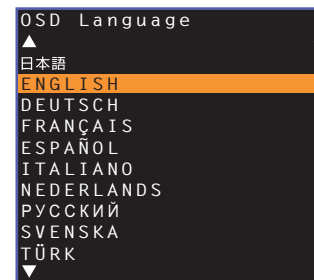 OSD Language
▲
日本語
ENGLISH
DEUTSCH
FRANÇAIS
ESPAÑOL
ITALIANO
NEDERLANDS
РУССКИЙ
SVENSKA
TÜRK
▼